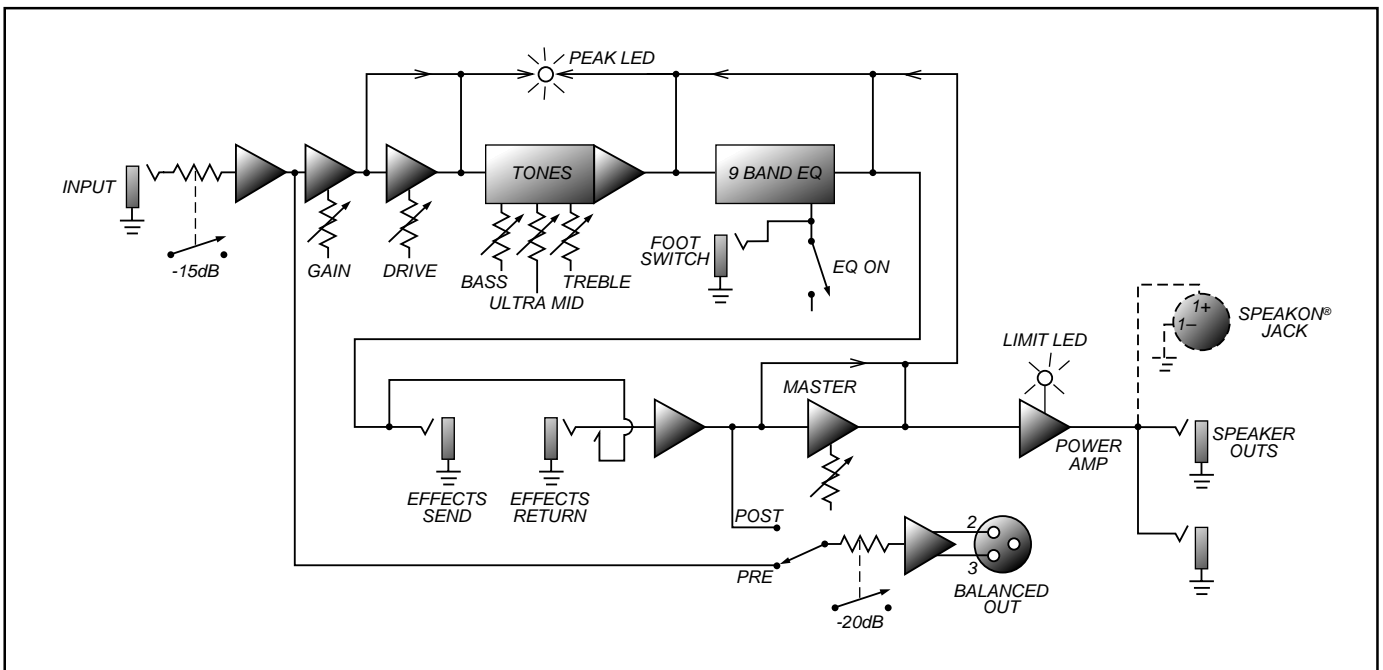 PEAK LED
INPUT
-15dB
GAIN
DRIVE
TONES
BASS
ULTRA MID
TREBLE
9 BAND EQ
FOOT
SWITCH
EQ ON
1+
1–
SPEAKON®
JACK
LIMIT LED
MASTER
POWER
AMP
SPEAKER
OUTS
EFFECTS
SEND
EFFECTS
RETURN
POST
PRE
-20dB
2
3
BALANCED
OUT